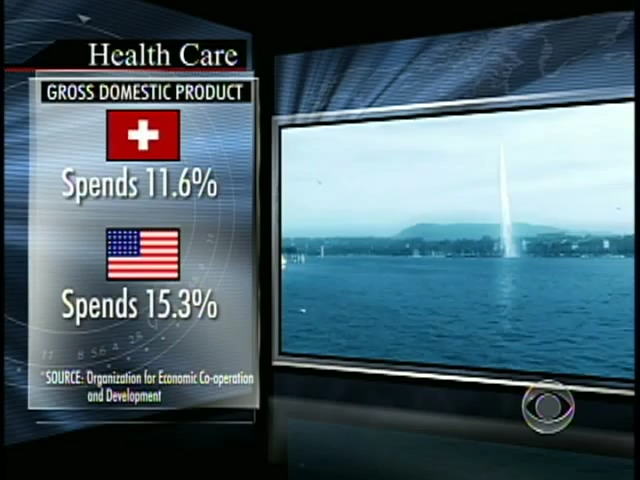 Health Care
GROSS DOMESTIC PRODUCT
Spends 11.6%
Spends 15.3%
*SOURCE: Organization for Economic Co-operation
and Development